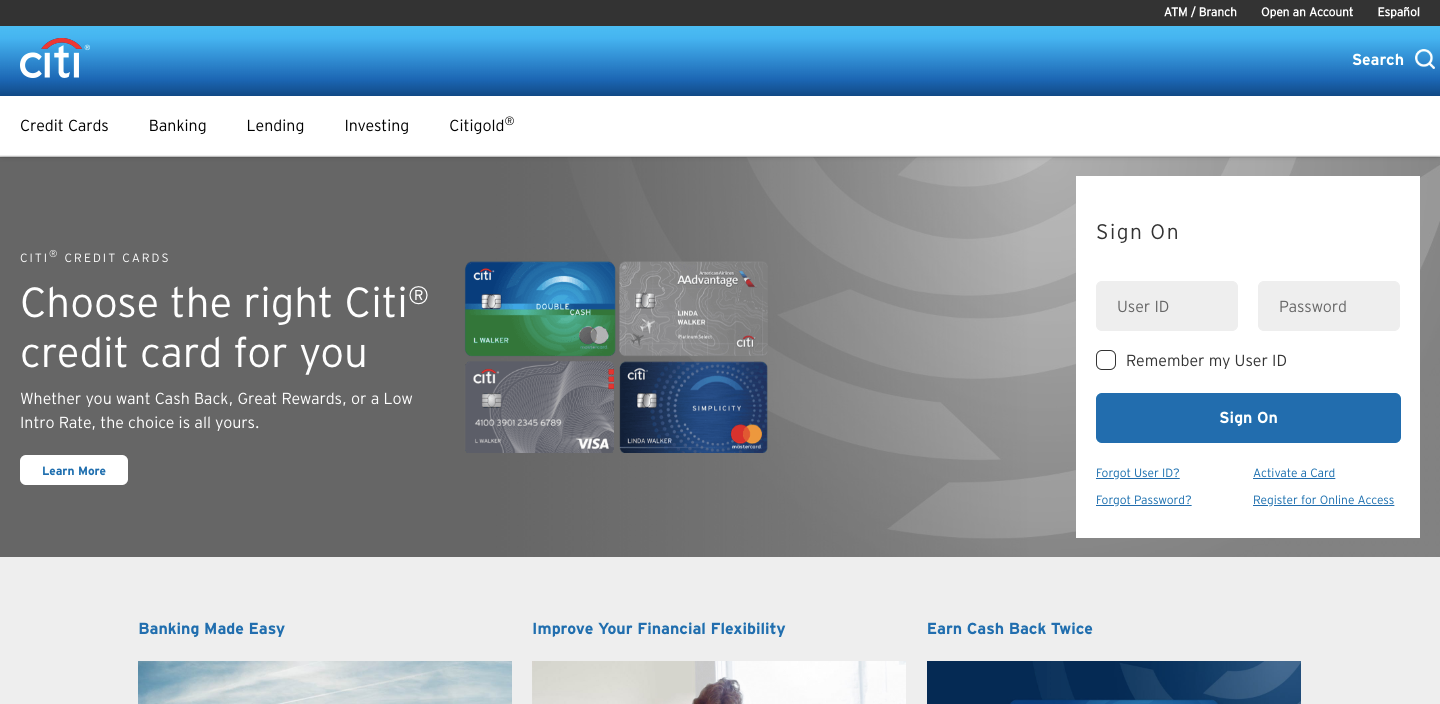 ATM / Branch
Open an Account
Español
citi®
Search
Credit Cards
Banking
Lending
Investing
Citigold®
CITI® CREDIT CARDS
Choose the right Citi®
credit card for you
Whether you want Cash Back, Great Rewards, or a Low
Intro Rate, the choice is all yours.
Learn More
citi
DOUBLE
CASH
L WALKER
American Airlines
AAdvantage
LINDA
WALKER
PlatinumSelect
citi
citi
4100 3901 2345 6789
L WALKER
VISA
citi
SIMPLICITY
LINDA WALKER
mastercard
Sign On
User ID
Password
Remember my User ID
Sign On
Forgot User ID?
Activate a Card
Forgot Password?
Register for Online Access
Banking Made Easy
Improve Your Financial Flexibility
Earn Cash Back Twice